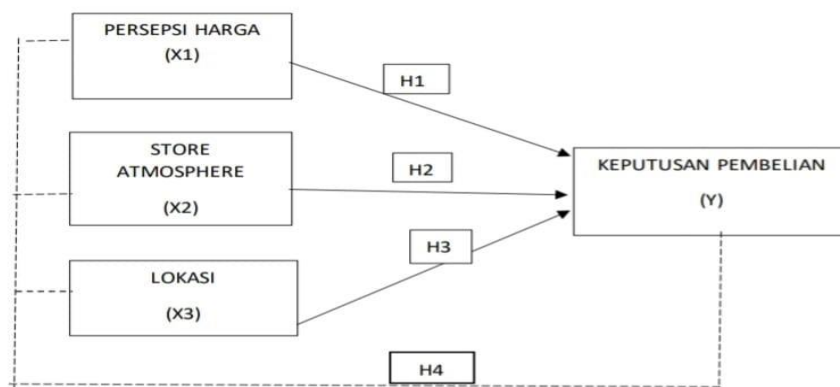 PERSEPSI HARGA
(X1)
H1
STORE
ATMOSPHERE
(X2)
H2
KEPUTUSAN PEMBELIAN
(Y)
H3
LOKASI
(X3)
H4